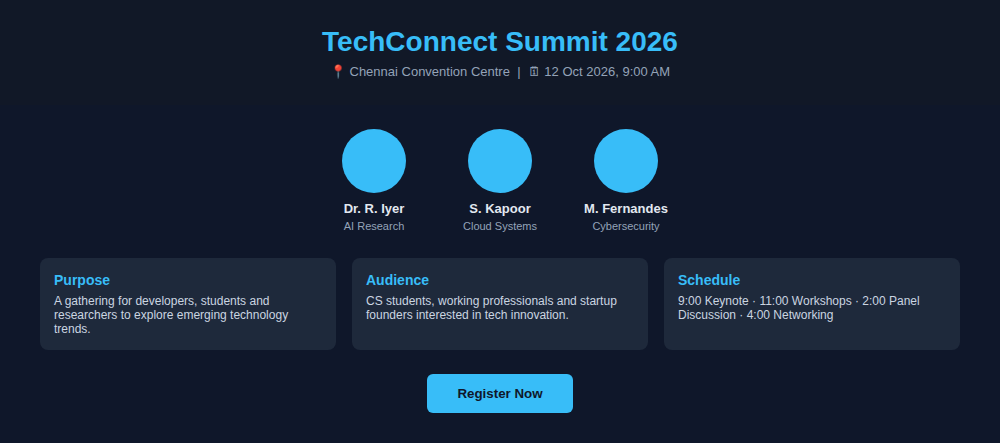 TechConnect Summit 2026
📍 Chennai Convention Centre | 🗓 12 Oct 2026, 9:00 AM
Dr. R. Iyer
AI Research
S. Kapoor
Cloud Systems
M. Fernandes
Cybersecurity
Purpose
A gathering for developers, students and
researchers to explore emerging technology
trends.
Audience
CS students, working professionals and startup
founders interested in tech innovation.
Schedule
9:00 Keynote · 11:00 Workshops · 2:00 Panel
Discussion · 4:00 Networking
Register Now